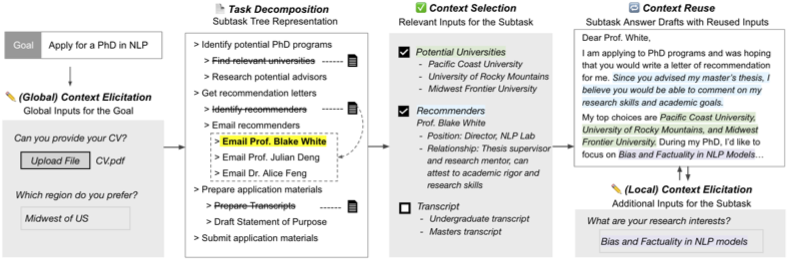 Goal
Apply for a PhD in NLP
(Global) Context Elicitation
Global Inputs for the Goal
Can you provide your CV?
Upload File
CV.pdf
Which region do you prefer?
Midwest of US
Task Decomposition
Subtask Tree Representation
> Identify potential PhD programs
> Find relevant universities
> Research potential advisors
> Get recommendation letters
> Identify recommenders
> Email recommenders
> Email Prof. Blake White
> Email Prof. Julian Deng
> Email Dr. Alice Feng
> Prepare application materials
> Prepare Transcripts
> Draft Statement of Purpose
> Submit application materials
Context Selection
Relevant Inputs for the Subtask
Potential Universities
- Pacific Coast University
- University of Rocky Mountains
- Midwest Frontier University
Recommenders
Prof. Blake White
- Position: Director, NLP Lab
- Relationship: Thesis supervisor
and research mentor, can
attest to academic rigor and
research skills
Transcript
- Undergraduate transcript
- Masters transcript
Context Reuse
Subtask Answer Drafts with Reused Inputs
Dear Prof. White,
I am applying to PhD programs and was hoping
that you would write a letter of recommendation
for me. Since you advised my master's thesis, I
believe you would be able to comment on my
research skills and academic goals.
My top choices are Pacific Coast University,
University of Rocky Mountains, and Midwest
Frontier University. During my PhD, I'd like to
focus on Bias and Factuality in NLP Models...
(Local) Context Elicitation
Additional Inputs for the Subtask
What are your research interests?
Bias and Factuality in NLP models